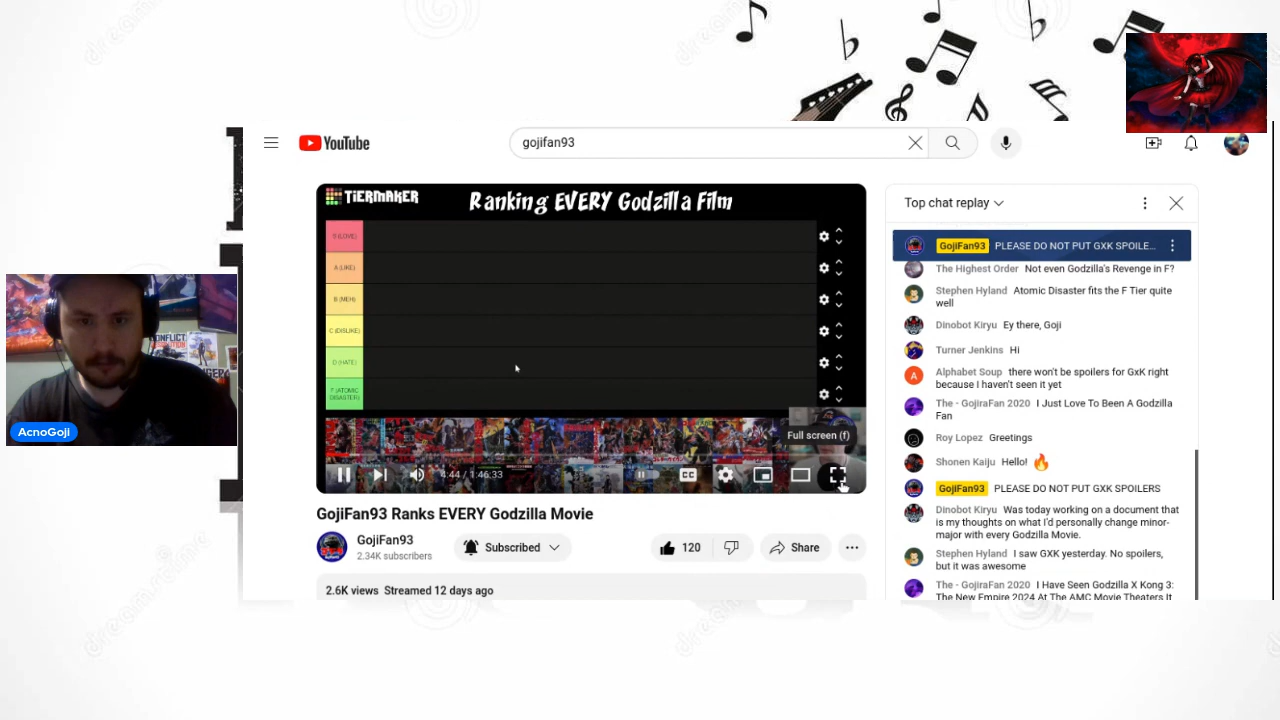 YouTube
gojifan93
TiERMAKER
Ranking EVERY Godzilla Film
S (LOVE)
A (LIKE)
B (MEH)
C (DISLIKE)
D (HATE)
F (ATOMIC
DISASTER)
Full screen (f)
4:44 / 1:46:33
CC
GojiFan93 Ranks EVERY Godzilla Movie
GojiFan93
2.34K subscribers
Subscribed
120
Share
2.6K views Streamed 12 days ago
Top chat replay
GojiFan93 PLEASE DO NOT PUT GXK SPOILE...
The Highest Order Not even Godzilla's Revenge in F?
Stephen Hyland Atomic Disaster fits the F Tier quite
well
Dinobot Kiryu Ey there, Goji
Turner Jenkins Hi
A
Alphabet Soup there won't be spoilers for GxK right
because I haven't seen it yet
The - GojiraFan 2020 I Just Love To Been A Godzilla
Fan
Roy Lopez Greetings
Shonen Kaiju Hello!
GojiFan93 PLEASE DO NOT PUT GXK SPOILERS
Dinobot Kiryu Was today working on a document that
is my thoughts on what I'd personally change minor-
major with every Godzilla Movie.
Stephen Hyland I saw GXK yesterday. No spoilers,
but it was awesome
The - GojiraFan 2020 I Have Seen Godzilla X Kong 3:
The New Empire 2024 At The AMC Movie Theaters It
CONFLICT
AcnoGoji
dreamstime